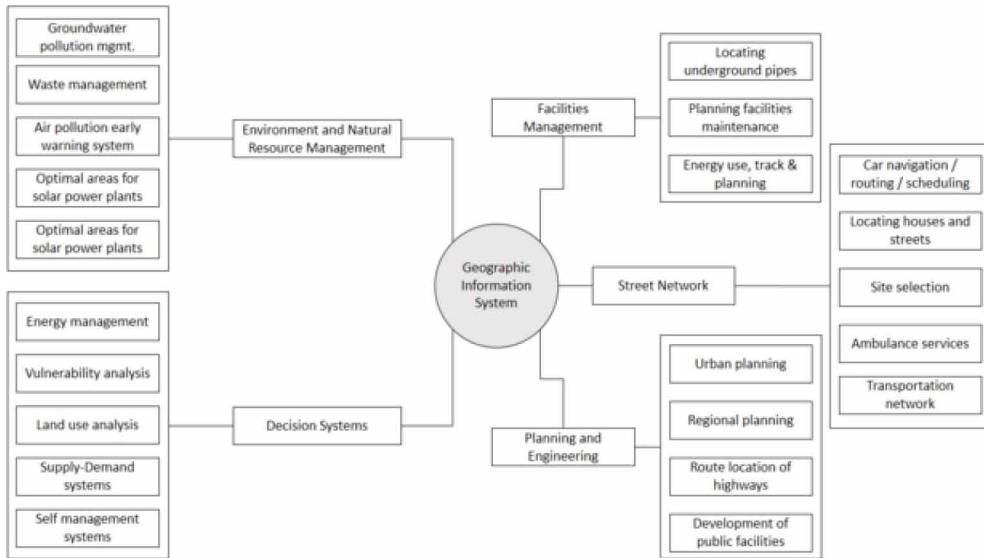 Groundwater
pollution mgmt.
Waste management
Air pollution early
warning system
Optimal areas for
solar power plants
Optimal areas for
solar power plants
Environment and Natural
Resource Management
Energy management
Vulnerability analysis
Land use analysis
Supply-Demand
systems
Self management
systems
Decision Systems
Geographic
Information
System
Facilities
Management
Locating
underground pipes
Planning facilities
maintenance
Energy use, track &
planning
Street Network
Car navigation /
routing / scheduling
Locating houses and
streets
Site selection
Ambulance services
Transportation
network
Planning and
Engineering
Urban planning
Regional planning
Route location of
highways
Development of
public facilities